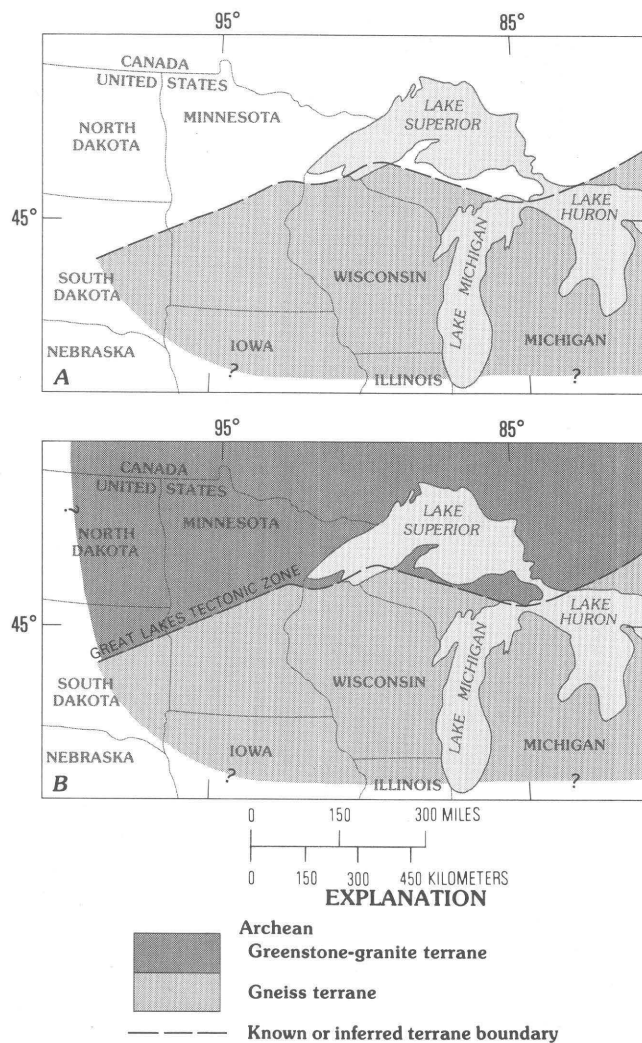 95° 85°
CANADA
UNITED STATES
LAKE
SUPERIOR
NORTH
DAKOTA
MINNESOTA
45°
LAKE
HURON
SOUTH
DAKOTA
WISCONSIN
LAKE MICHIGAN
NEBRASKA
IOWA
MICHIGAN
A
?
ILLINOIS
?
95° 85°
CANADA
UNITED STATES
LAKE
SUPERIOR
?
NORTH
DAKOTA
MINNESOTA
GREAT LAKES TECTONIC ZONE
45°
LAKE
HURON
SOUTH
DAKOTA
WISCONSIN
LAKE MICHIGAN
NEBRASKA
IOWA
MICHIGAN
B
?
ILLINOIS
?
0 150 300 MILES
0 150 300 450 KILOMETERS
EXPLANATION
Archean
Greenstone-granite terrane
Gneiss terrane
Known or inferred terrane boundary